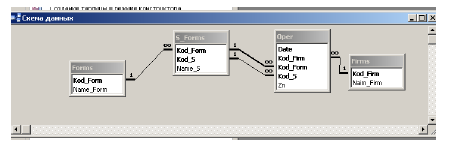 Схема данных
Forms
Kod_Form
Name_Form
S_Forms
Kod_Form
Kod_S
Name_S
Oper
Date
Kod_Firm
Kod_Form
Kod_S
Zn
Firms
Kod_Firm
Naim_Firm
1
∞
1
1
∞
∞
∞
1